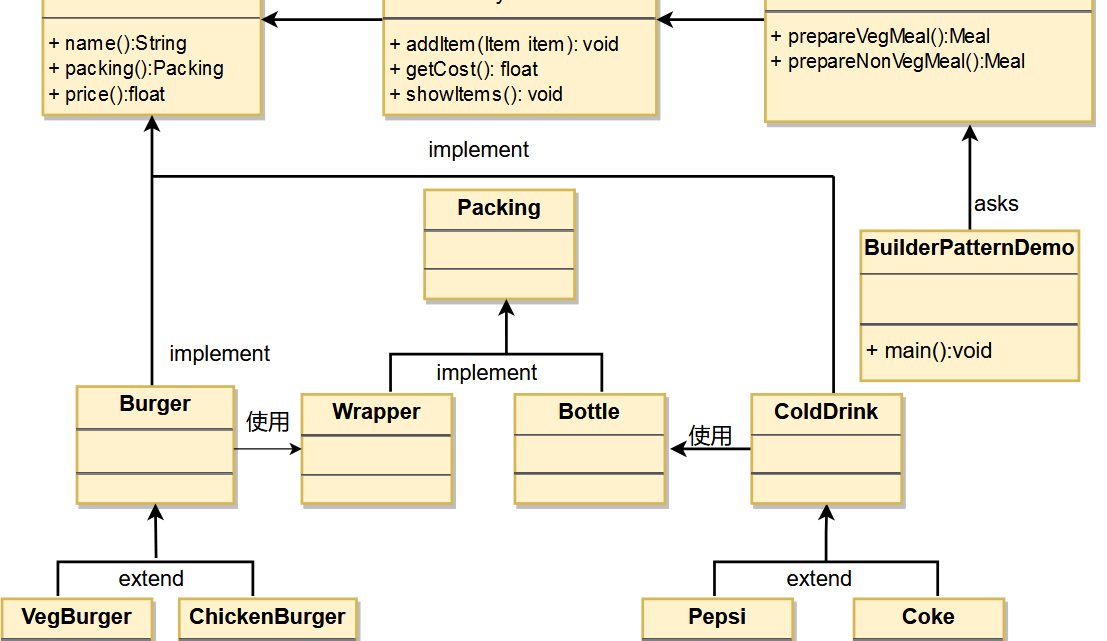 + name():String
+ packing():Packing
+ price():float
+ addItem(Item item): void
+ getCost(): float
+ showItems(): void
+ prepareVegMeal():Meal
+ prepareNonVegMeal():Meal
implement
asks
Packing
BuilderPatternDemo
+ main():void
implement
implement
Burger
使用
Wrapper
Bottle
使用
ColdDrink
extend
extend
VegBurger
ChickenBurger
Pepsi
Coke